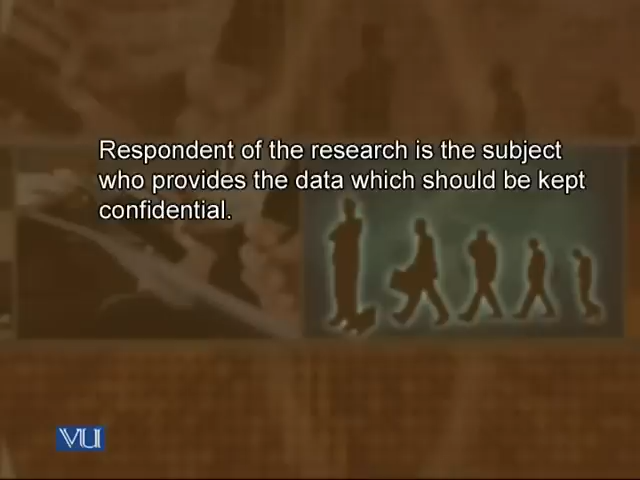 Respondent of the research is the subject
who provides the data which should be kept
confidential.
VU